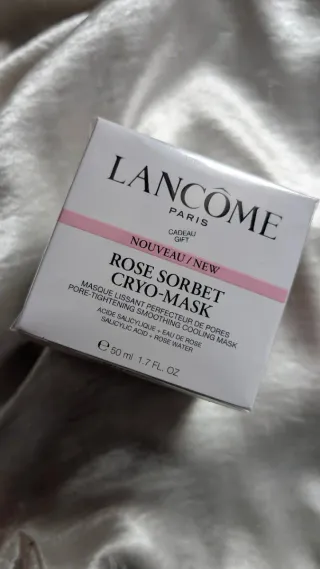 LANCÔME
PARIS
CADEAU
GIFT
NOUVEAU / NEW
ROSE SORBET
CRYO-MASK
MASQUE LISSANT PERFECTEUR DE PORES
PORE-TIGHTENING SMOOTHING COOLING MASK
ACIDE SALICYLIQUE + EAU DE ROSE
SALICYLIC ACID + ROSE WATER
℮ 50 ml 1.7 FL. OZ